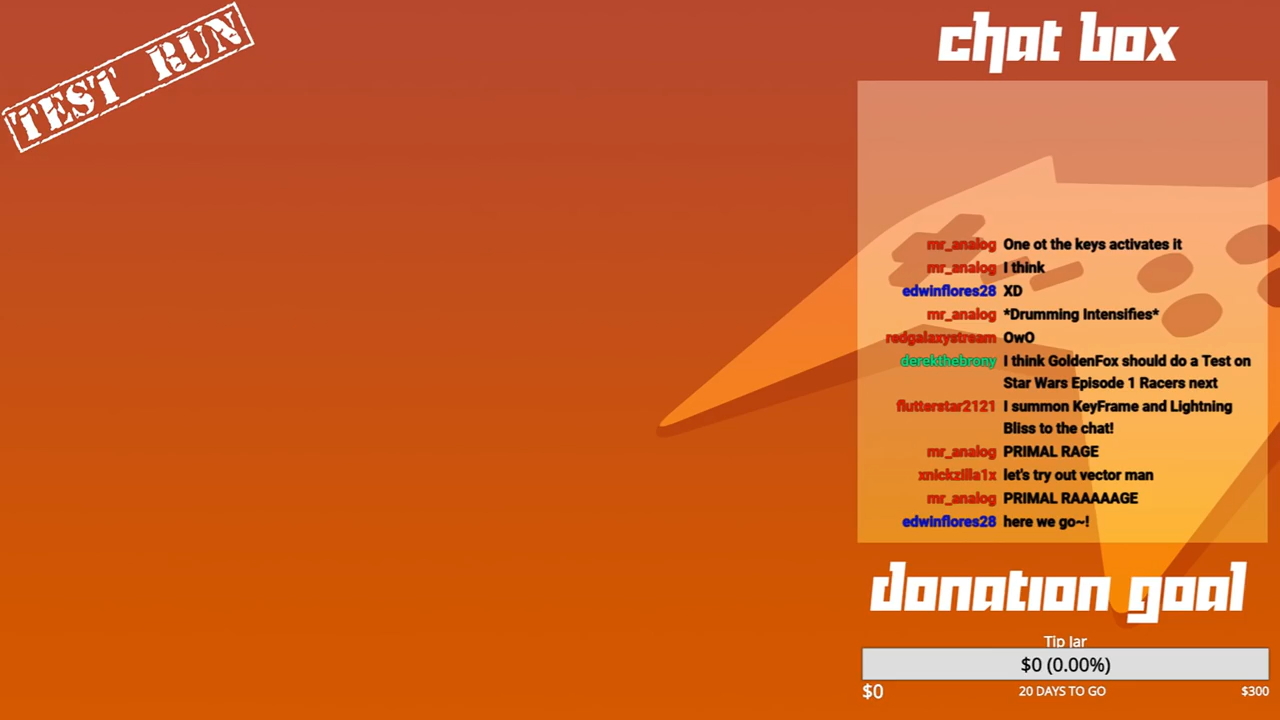 TEST RUN
chat box
mr_analog One ot the keys activates it
mr_analog I think
edwinflores28 XD
mr_analog *Drumming Intensifies*
redgalaxystream OwO
derekthebrony I think GoldenFox should do a Test on
Star Wars Episode 1 Racers next
flutterstar2121 I summon KeyFrame and Lightning
Bliss to the chat!
mr_analog PRIMAL RAGE
xnickzilla1x let's try out vector man
mr_analog PRIMAL RAAAAAGE
edwinflores28 here we go~!
donation goal
Tip Jar
$0 (0.00%)
$0 20 DAYS TO GO $300